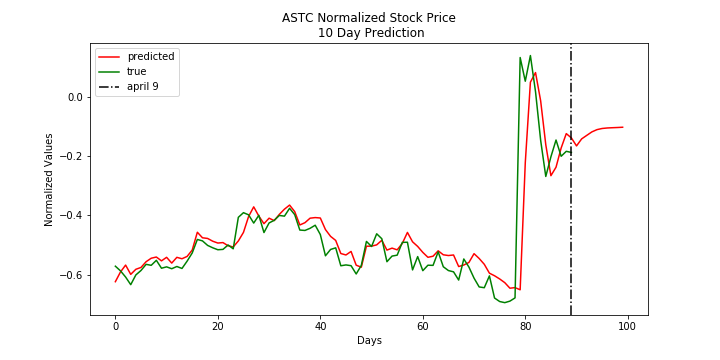 ASTC Normalized Stock Price
10 Day Prediction
predicted
true
april 9
Normalized Values
0.0
−0.2
−0.4
−0.6
0 20 40 60 80 100
Days